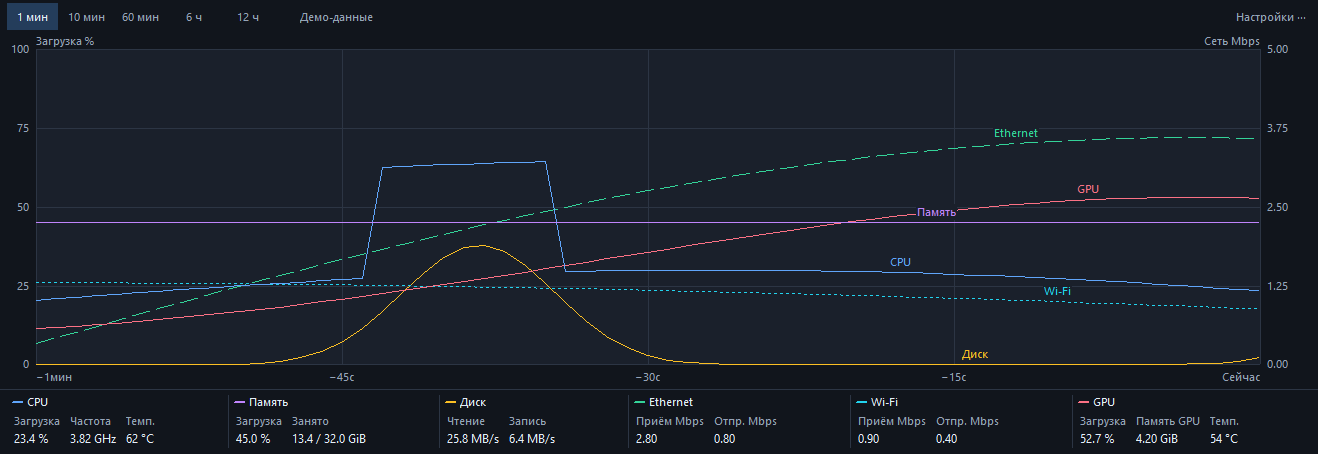 1 мин 10 мин 60 мин 6 ч 12 ч Демо-данные Настройки ···
Загрузка % Сеть Mbps
100 5.00
Ethernet
75 3.75
GPU
50 Память 2.50
CPU
25 Wi-Fi 1.25
Диск
0 0.00
−1мин −45с −30с −15с Сейчас
CPU Память Диск Ethernet Wi-Fi GPU
Загрузка Частота Темп. Загрузка Занято Чтение Запись Приём Mbps Отпр. Mbps Приём Mbps Отпр. Mbps Загрузка Память GPU Темп.
23.4 % 3.82 GHz 62 °C 45.0 % 13.4 / 32.0 GiB 25.8 MB/s 6.4 MB/s 2.80 0.80 0.90 0.40 52.7 % 4.20 GiB 54 °C